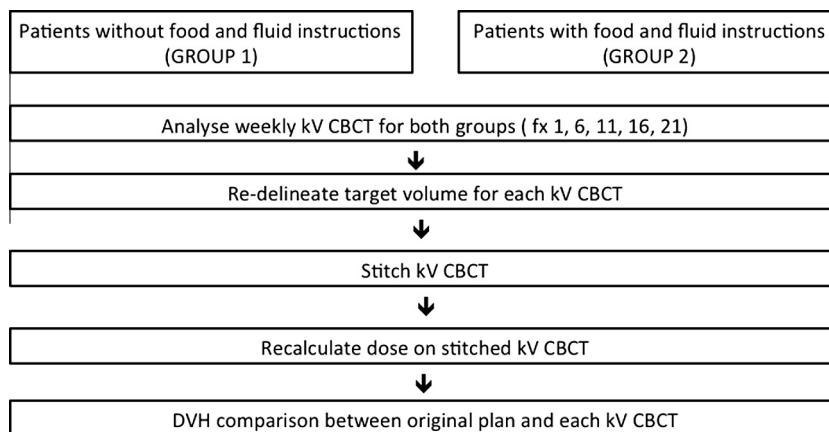 Patients without food and fluid instructions
(GROUP 1)
Patients with food and fluid instructions
(GROUP 2)
Analyse weekly kV CBCT for both groups ( fx 1, 6, 11, 16, 21)
Re-delineate target volume for each kV CBCT
Stitch kV CBCT
Recalculate dose on stitched kV CBCT
DVH comparison between original plan and each kV CBCT